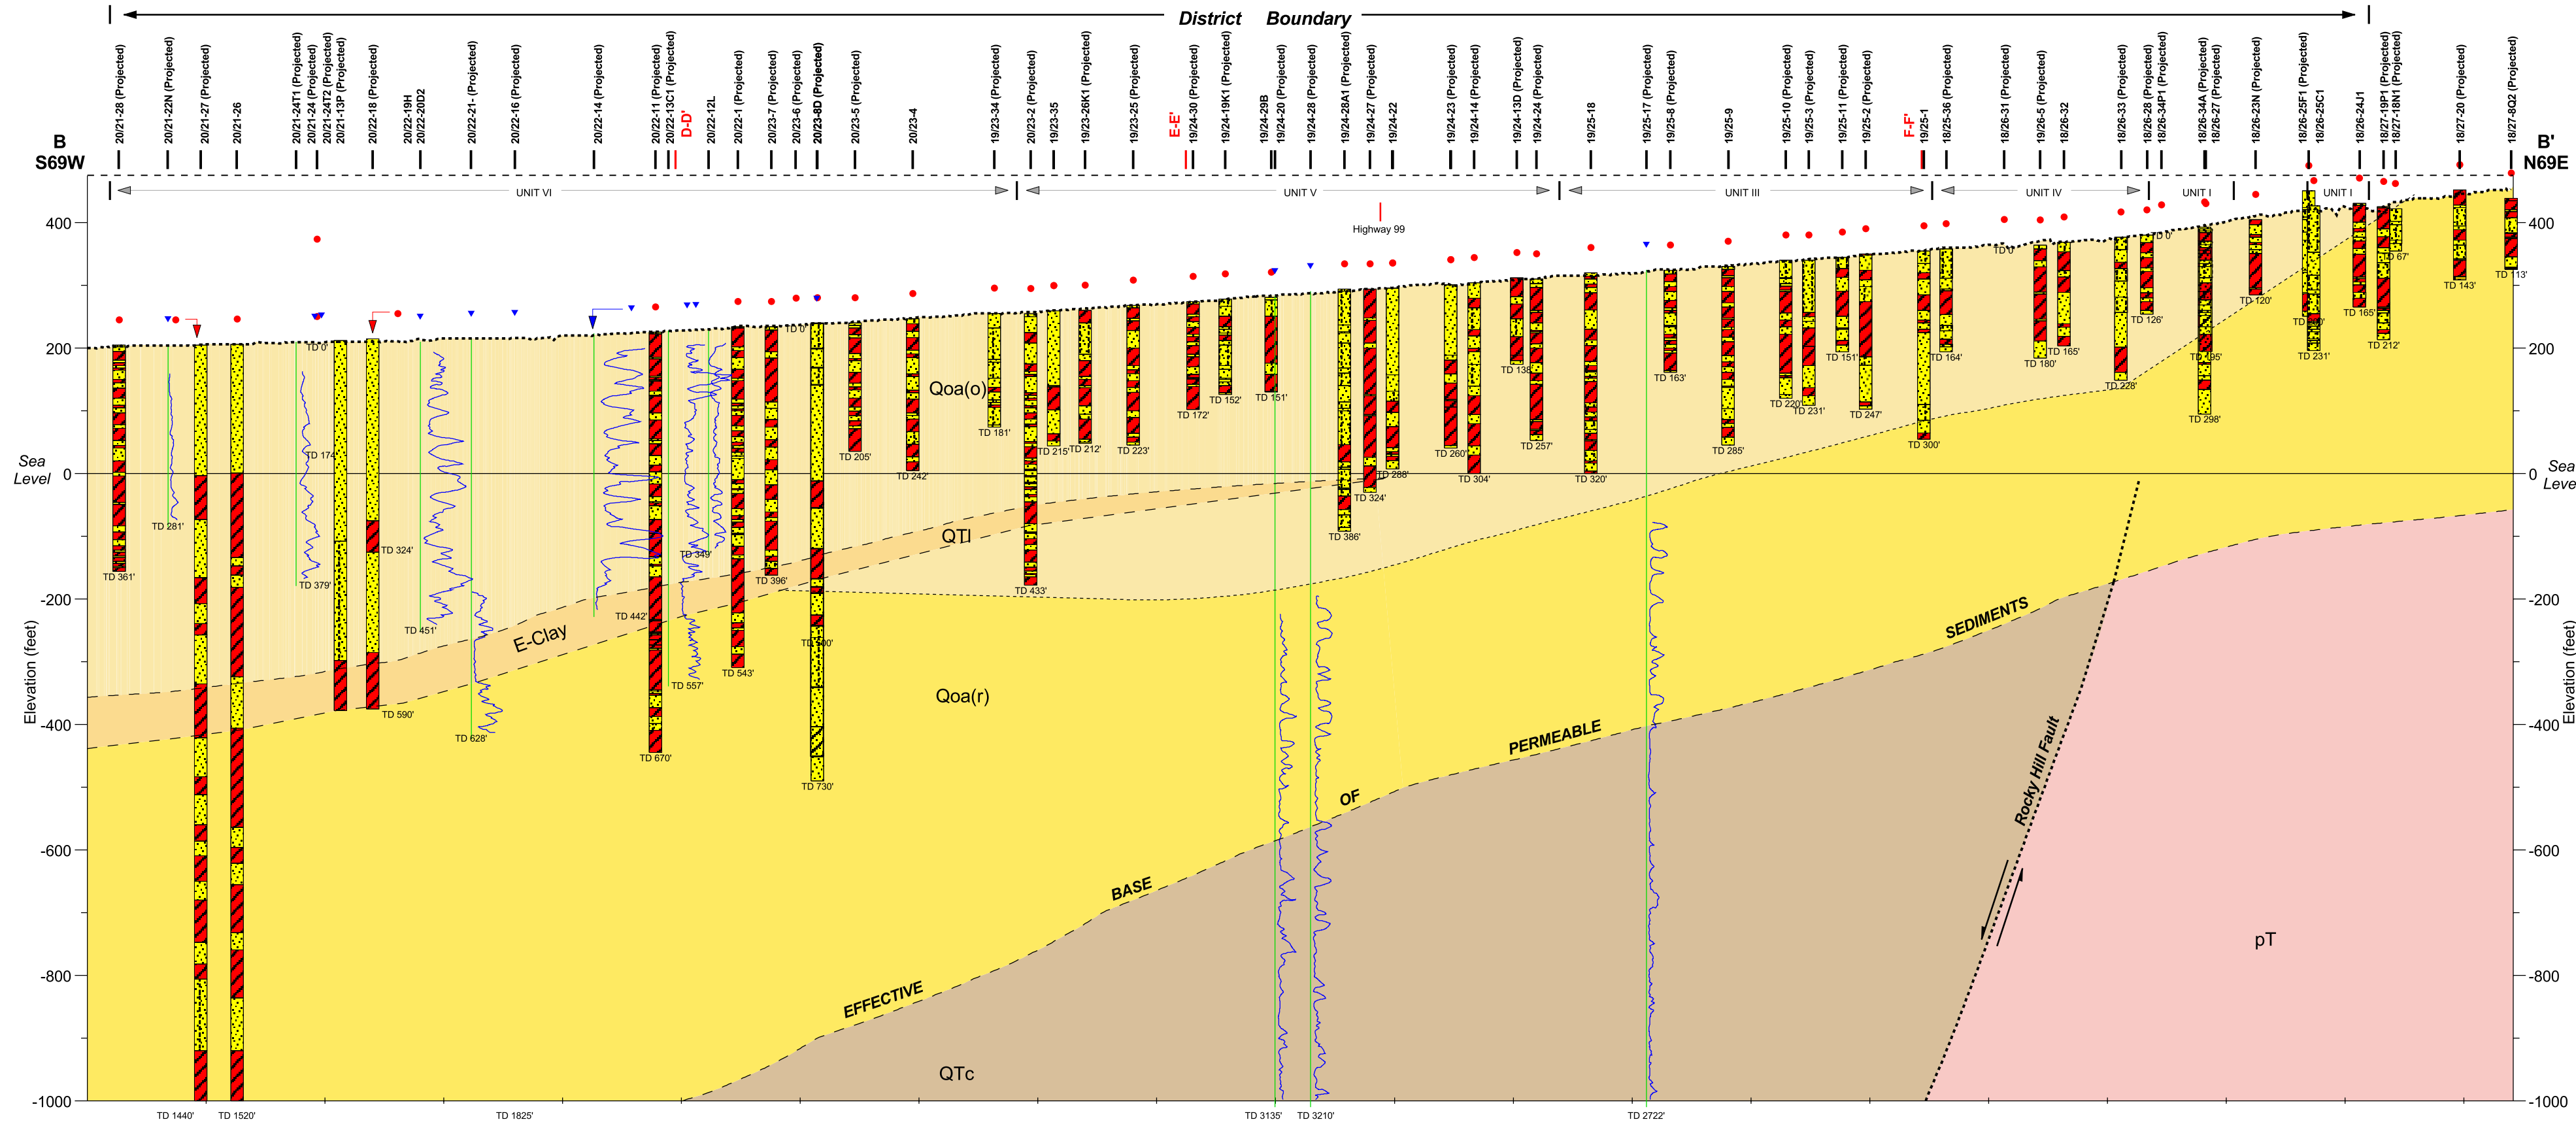 District Boundary
20/21-28 (Projected)
20/21-22N (Projected)
20/21-27 (Projected)
20/21-26
20/21-24T1 (Projected)
20/21-24 (Projected)
20/21-24T2 (Projected)
20/21-13P (Projected)
20/22-18 (Projected)
20/22-19H
20/22-20D2
20/22-21- (Projected)
20/22-16 (Projected)
20/22-14 (Projected)
20/22-11 (Projected)
20/22-13C1 (Projected)
D-D'
20/22-12L
20/22-1 (Projected)
20/23-7 (Projected)
20/23-6 (Projected)
20/23-8D (Projected)
20/23-5 (Projected)
20/23-4
19/23-34 (Projected)
20/23-2 (Projected)
19/23-35
19/23-26K1 (Projected)
19/23-25 (Projected)
E-E'
19/24-30 (Projected)
19/24-19K1 (Projected)
19/24-29B
19/24-20 (Projected)
19/24-28 (Projected)
19/24-28A1 (Projected)
19/24-27 (Projected)
19/24-22
19/24-23 (Projected)
19/24-14 (Projected)
19/24-13D (Projected)
19/24-24 (Projected)
19/25-18
19/25-17 (Projected)
19/25-8 (Projected)
19/25-9
19/25-10 (Projected)
19/25-3 (Projected)
19/25-11 (Projected)
19/25-2 (Projected)
F-F'
19/25-1
18/25-36 (Projected)
18/26-31 (Projected)
18/26-5 (Projected)
18/26-32
18/26-33 (Projected)
18/26-28 (Projected)
18/26-34P1 (Projected)
18/26-34A (Projected)
18/26-27 (Projected)
18/26-23N (Projected)
18/26-25F1 (Projected)
18/26-25C1
18/26-24J1
18/27-19P1 (Projected)
18/27-18N1 (Projected)
18/27-20 (Projected)
18/27-8Q2 (Projected)
B
S69W
B'
N69E
UNIT VI
UNIT V
UNIT III
UNIT IV
UNIT I
UNIT I
Highway 99
400
200
0
-200
-400
-600
-800
-1000
Sea
Level
Elevation (feet)
400
200
0
-200
-400
-600
-800
-1000
Sea
Leve
Elevation (feet)
TD 0'
TD 0'
TD 0'
TD 0'
TD 67'
TD 113'
TD 143'
TD 120'
TD 165'
TD 126'
TD 212'
TD 231'
TD 195'
TD 298'
TD 228'
TD 165'
TD 180'
TD 164'
TD 300'
TD 247'
TD 151'
TD 231'
TD 220'
TD 285'
TD 163'
TD 320'
TD 257'
TD 138
TD 304'
TD 260'
TD 288'
TD 324'
TD 386'
TD 151'
TD 152'
TD 172'
TD 223'
TD 212'
TD 215'
TD 433'
TD 181'
TD 242'
TD 205'
TD 396'
TD 730'
TD 543'
TD 349'
TD 557'
TD 442'
TD 670'
TD 628'
TD 451'
TD 324'
TD 590'
TD 174
TD 379'
TD 281'
TD 361'
Qoa(o)
QTl
E-Clay
Qoa(r)
QTc
pT
EFFECTIVE
BASE
OF
PERMEABLE
SEDIMENTS
Rocky Hill Fault
TD 1440'
TD 1520'
TD 1825'
TD 3135'
TD 3210'
TD 2722'